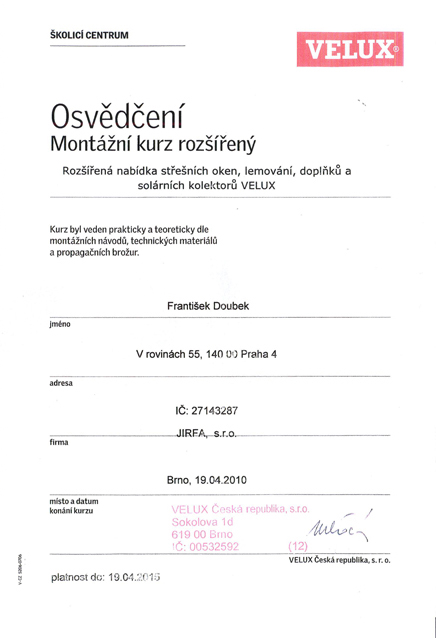 ŠKOLICÍ CENTRUM
VELUX®
Osvědčení
Montážní kurz rozšířený
Rozšířená nabídka střešních oken, lemování, doplňků a
solárních kolektorů VELUX
Kurz byl veden prakticky a teoreticky dle
montážních návodů, technických materiálů
a propagačních brožur.
František Doubek
jméno
V rovinách 55, 140 00 Praha 4
adresa
IČ: 27143287
JIRFA, s.r.o.
firma
Brno, 19.04.2010
místo a datum
konání kurzu
VELUX Česká republika, s.r.o.
Sokolova 1d
619 00 Brno
IČ: 00532592 (12)
VELUX Česká republika, s. r. o.
platnost do: 19.04.2015